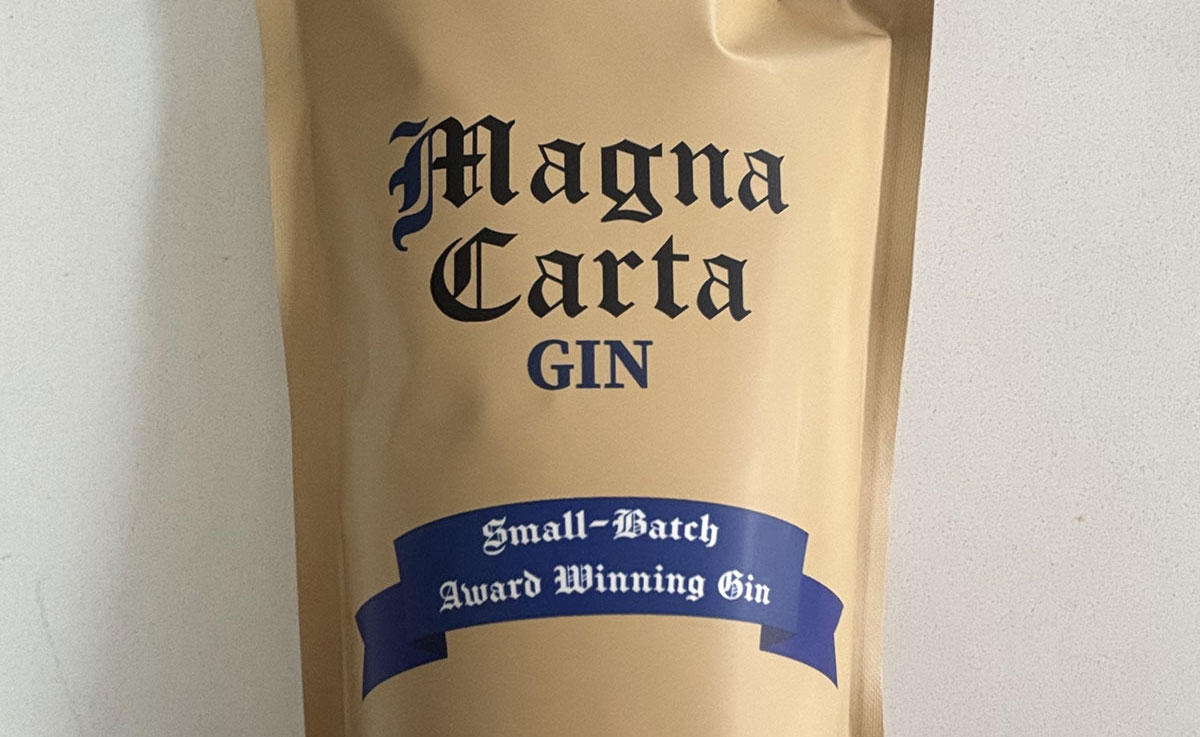 Magna
Carta
GIN
Small-Batch
Award Winning Gin